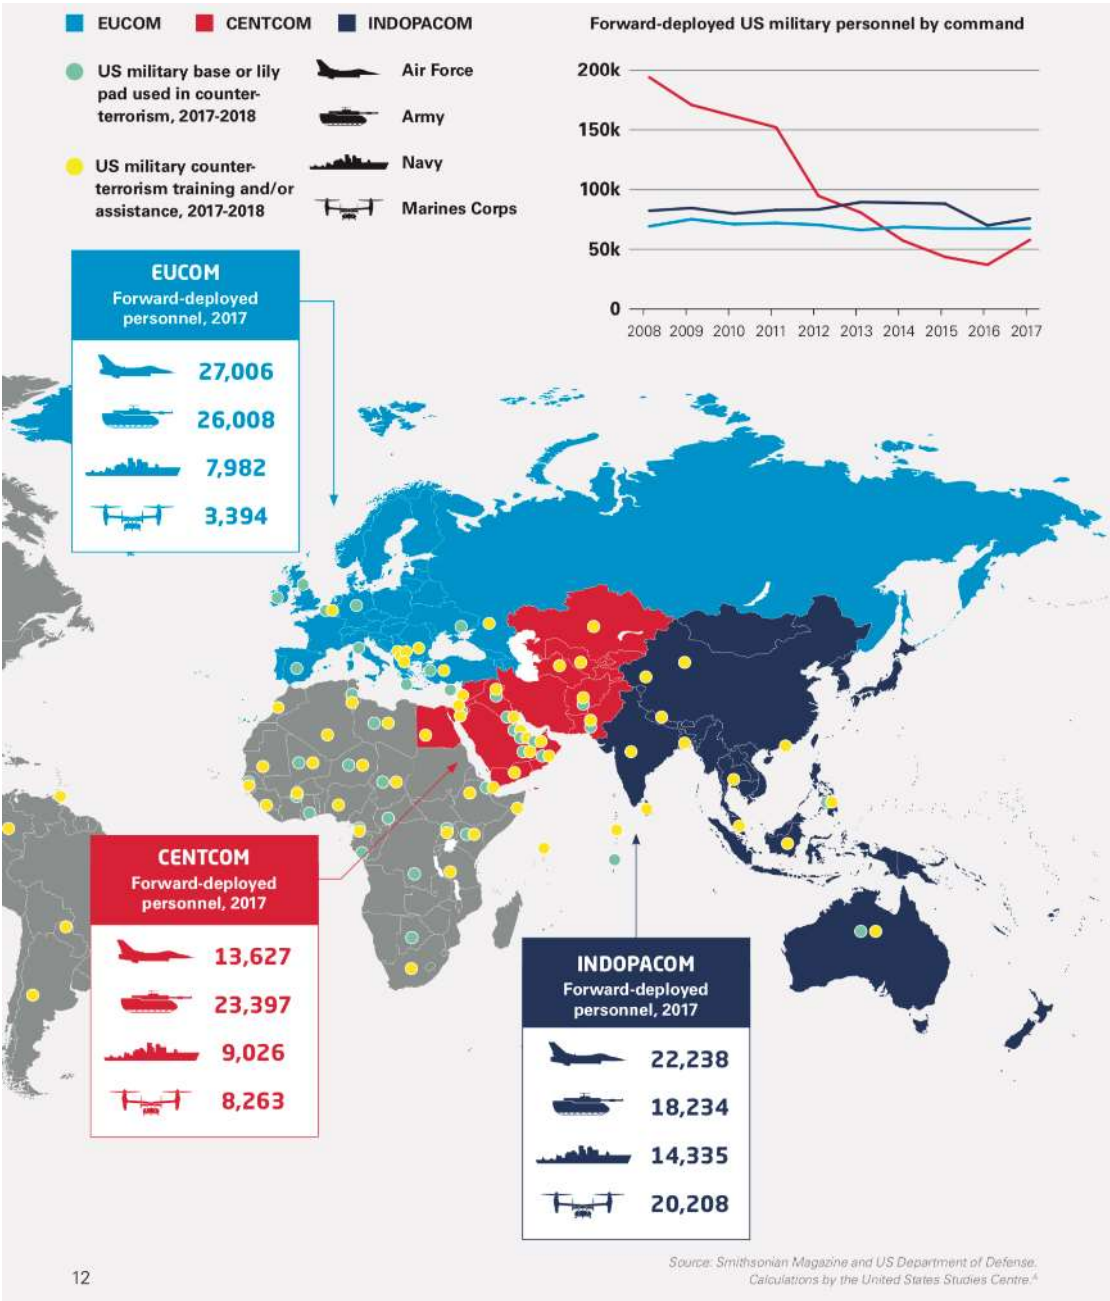 EUCOM CENTCOM INDOPACOM
US military base or lily
pad used in counter-
terrorism, 2017-2018
US military counter-
terrorism training and/or
assistance, 2017-2018
Air Force
Army
Navy
Marines Corps
Forward-deployed US military personnel by command
200k
150k
100k
50k
0
2008 2009 2010 2011 2012 2013 2014 2015 2016 2017
EUCOM
Forward-deployed
personnel, 2017
27,006
26,008
7,982
3,394
CENTCOM
Forward-deployed
personnel, 2017
13,627
23,397
9,026
8,263
INDOPACOM
Forward-deployed
personnel, 2017
22,238
18,234
14,335
20,208
Source: Smithsonian Magazine and US Department of Defense.
Calculations by the United States Studies Centre.⁴
12